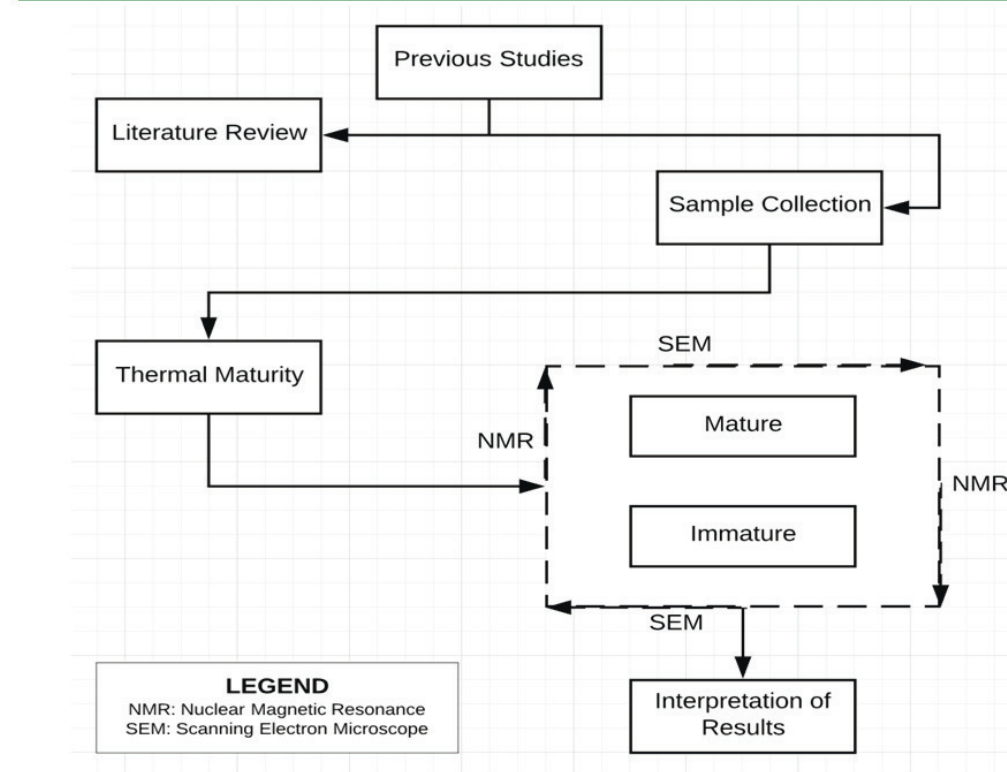 Previous Studies
Literature Review
Sample Collection
Thermal Maturity
SEM
Mature
NMR
NMR
Immature
SEM
LEGEND
NMR: Nuclear Magnetic Resonance
SEM: Scanning Electron Microscope
Interpretation of
Results